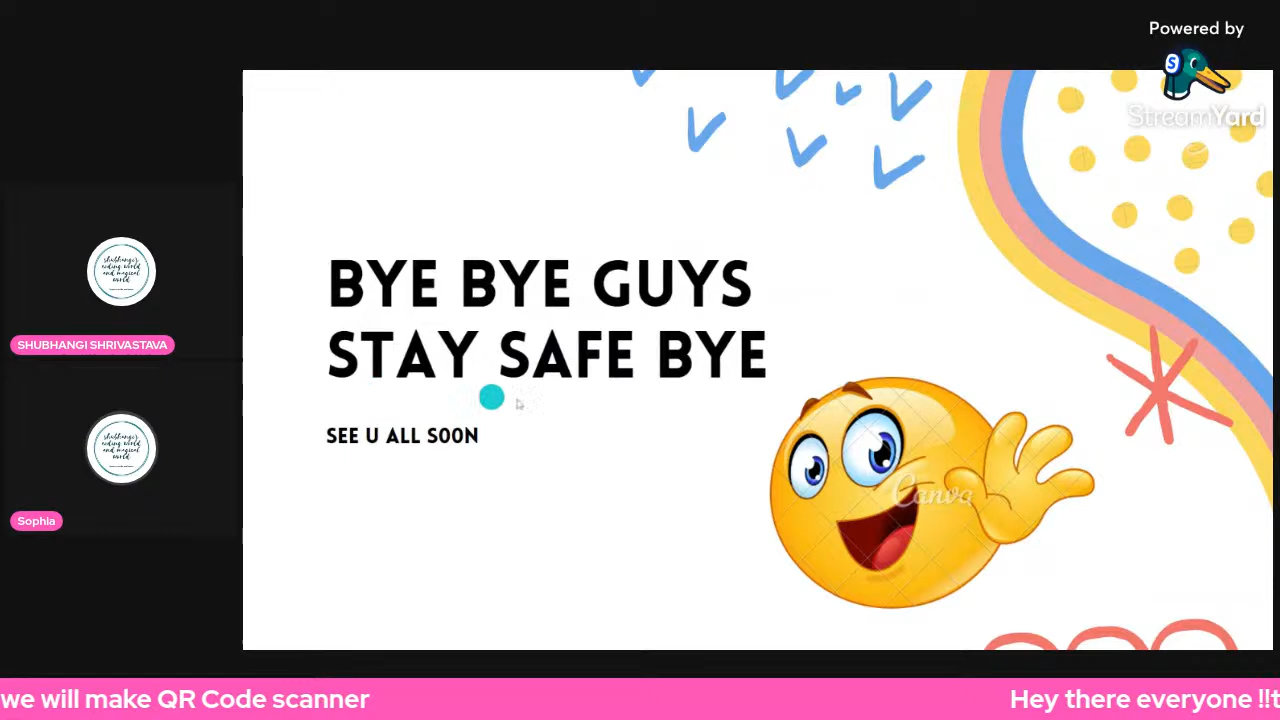 Powered by
StreamYard
BYE BYE GUYS
STAY SAFE BYE
SEE U ALL SOON
Canva
SHUBHANGI SHRIVASTAVA
Sophia
we will make QR Code scanner
Hey there everyone !!t